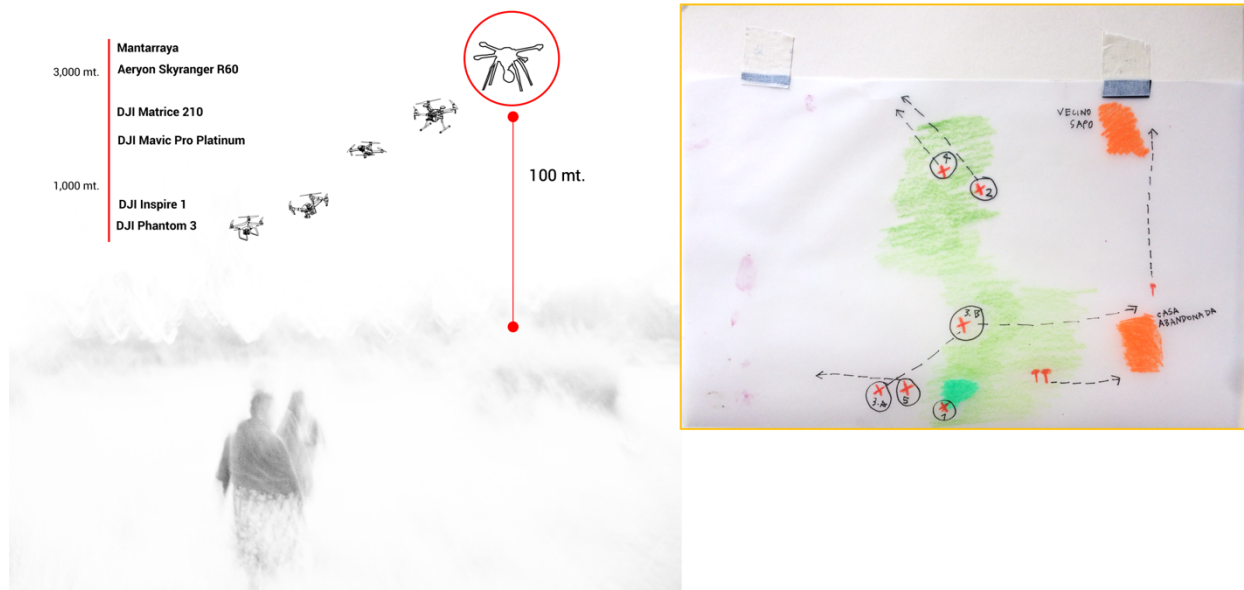 Mantarraya
3,000 mt.
Aeryon Skyranger R60
DJI Matrice 210
DJI Mavic Pro Platinum
1,000 mt.
DJI Inspire 1
DJI Phantom 3
100 mt.
VECINO
SAPO
4
2
3.B
CASA
ABANDONADA
3.A
5
1